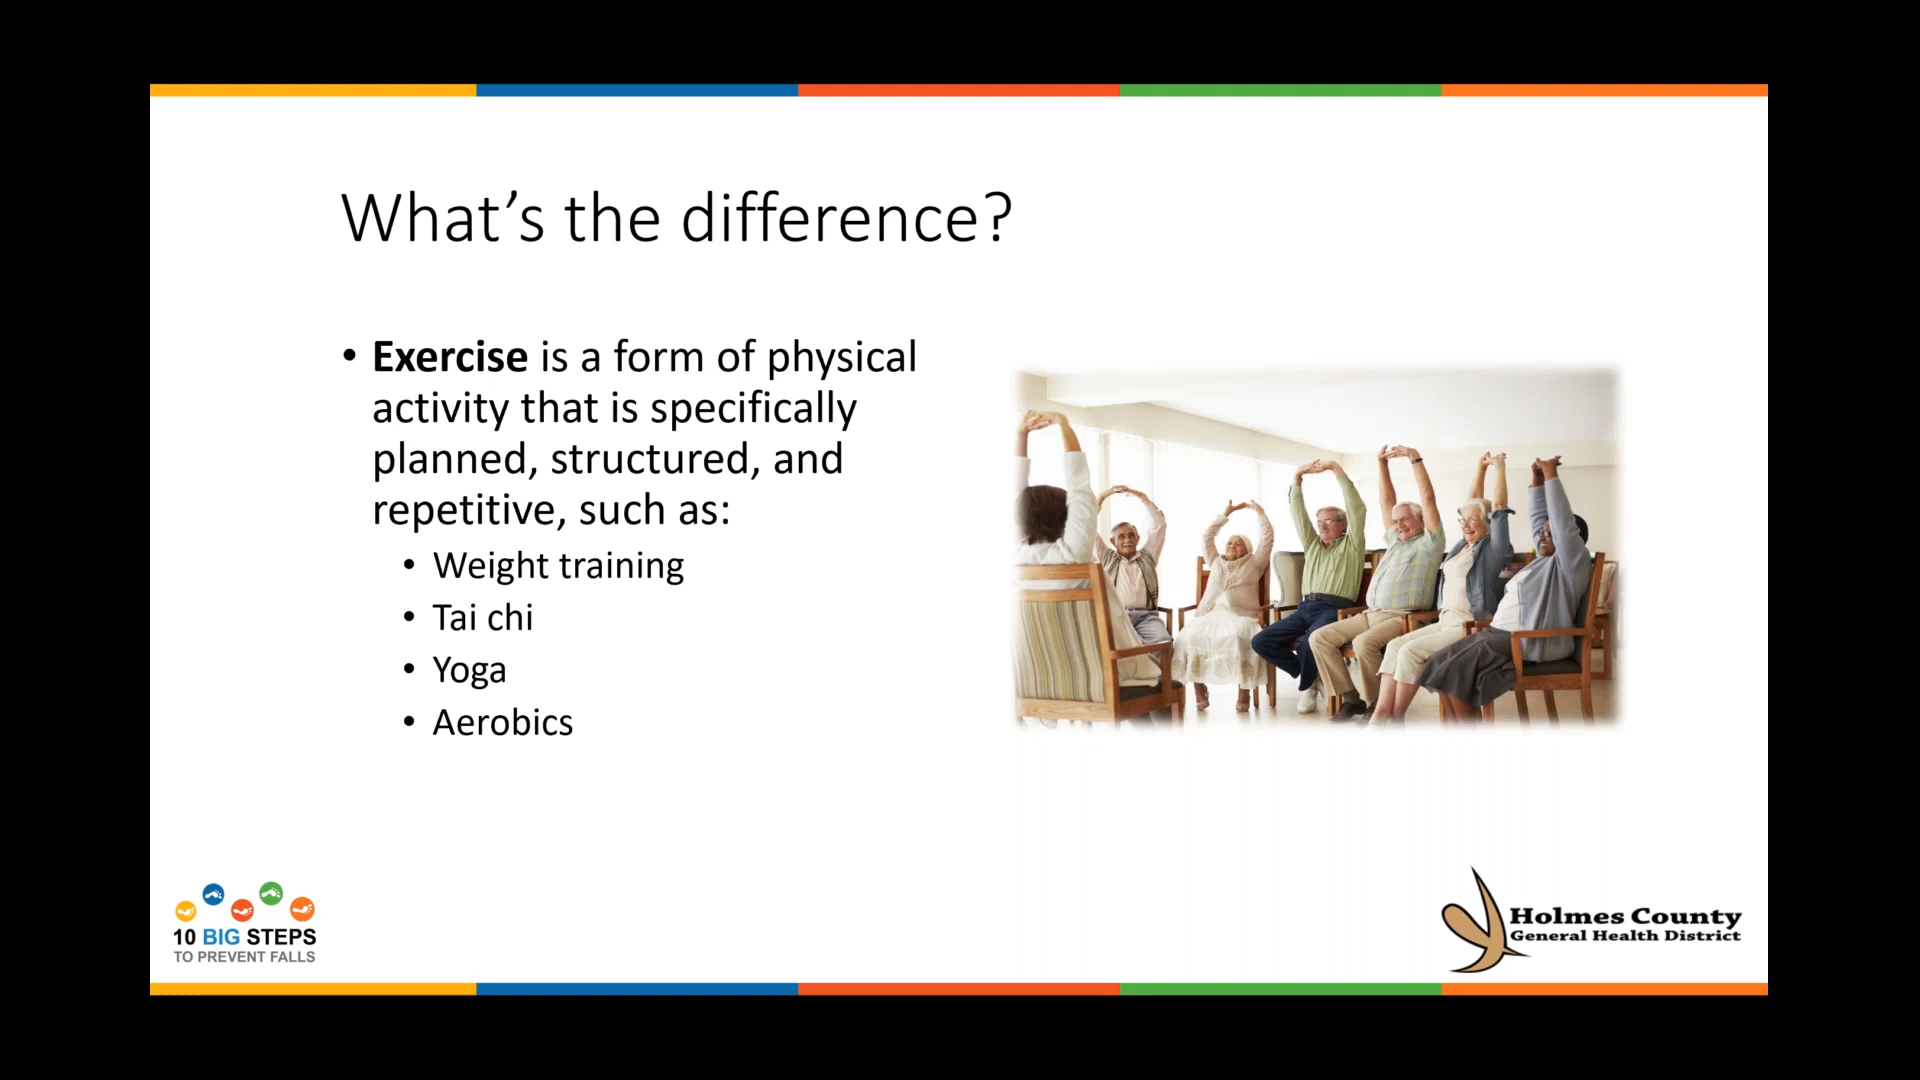 What’s the difference?
• Exercise is a form of physical
activity that is specifically
planned, structured, and
repetitive, such as:
• Weight training
• Tai chi
• Yoga
• Aerobics
10 BIG STEPS
TO PREVENT FALLS
Holmes County
General Health District